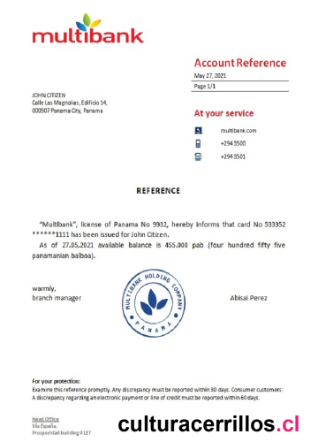 multibank
Account Reference
May 27, 2021
Page 1/1
JOHN CITIZEN
Calle Las Magnolias, Edificio 14,
000507 Panama City, Panama
At your service
multibank.com
+294 3500
+294 3501
REFERENCE
"Multibank", license of Panama No 9902, hereby informs that card No 533352
******1111 has been issued for John Citizen.
As of 27.05.2021 available balance is 455.000 pab (four hundred fifty five
panamanian balboa).
warmly,
branch manager
Abisai Perez
MULTIBANK HOLDING COMPANY
PANAMA
For your protection:
Examine this reference promptly. Any discrepancy must be reported within 30 days. Consumer customers:
A discrepancy regarding an electronic payment or line of credit must be reported within 60 days.
Head Office
Via España,
Prosperidad building #127
culturacerrillos.cl